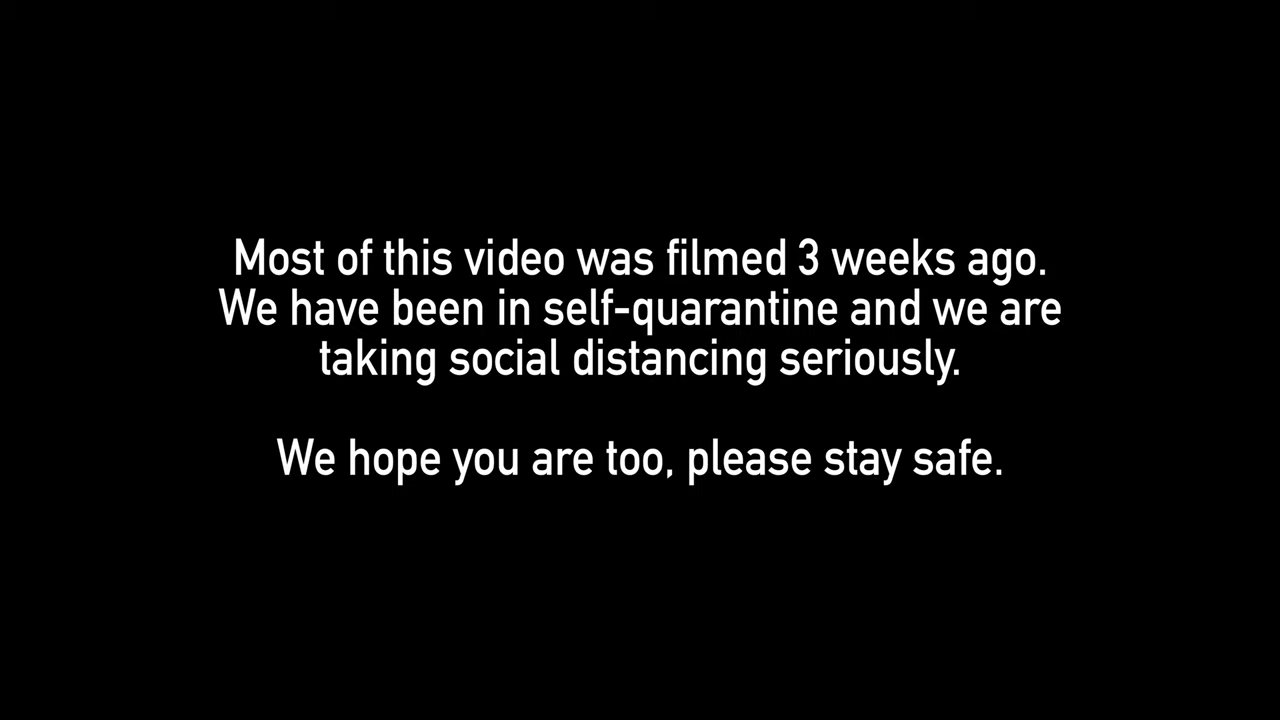 Most of this video was filmed 3 weeks ago.
We have been in self-quarantine and we are
taking social distancing seriously.
We hope you are too, please stay safe.